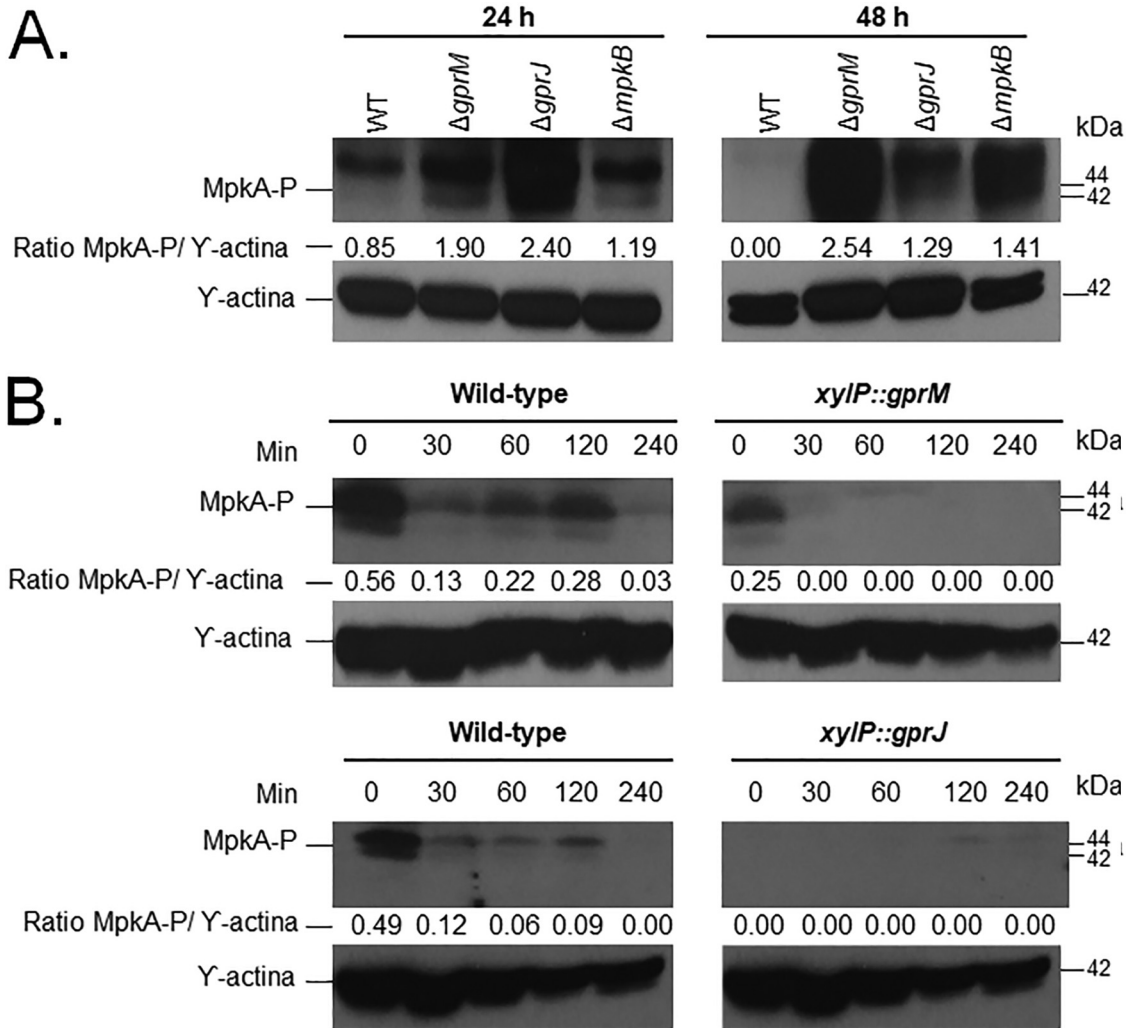 A.
24 h 48 h
WT ΔgprM ΔgprJ ΔmpkB WT ΔgprM ΔgprJ ΔmpkB kDa
MpkA-P 44
42
Ratio MpkA-P/ ϒ-actina 0.85 1.90 2.40 1.19 0.00 2.54 1.29 1.41
ϒ-actina 42
B.
Wild-type xylP::gprM
Min 0 30 60 120 240 0 30 60 120 240 kDa
MpkA-P 44
42
Ratio MpkA-P/ ϒ-actina 0.56 0.13 0.22 0.28 0.03 0.25 0.00 0.00 0.00 0.00
ϒ-actina 42
Wild-type xylP::gprJ
Min 0 30 60 120 240 0 30 60 120 240 kDa
MpkA-P 44
42
Ratio MpkA-P/ ϒ-actina 0.49 0.12 0.06 0.09 0.00 0.00 0.00 0.00 0.00 0.00
ϒ-actina 42